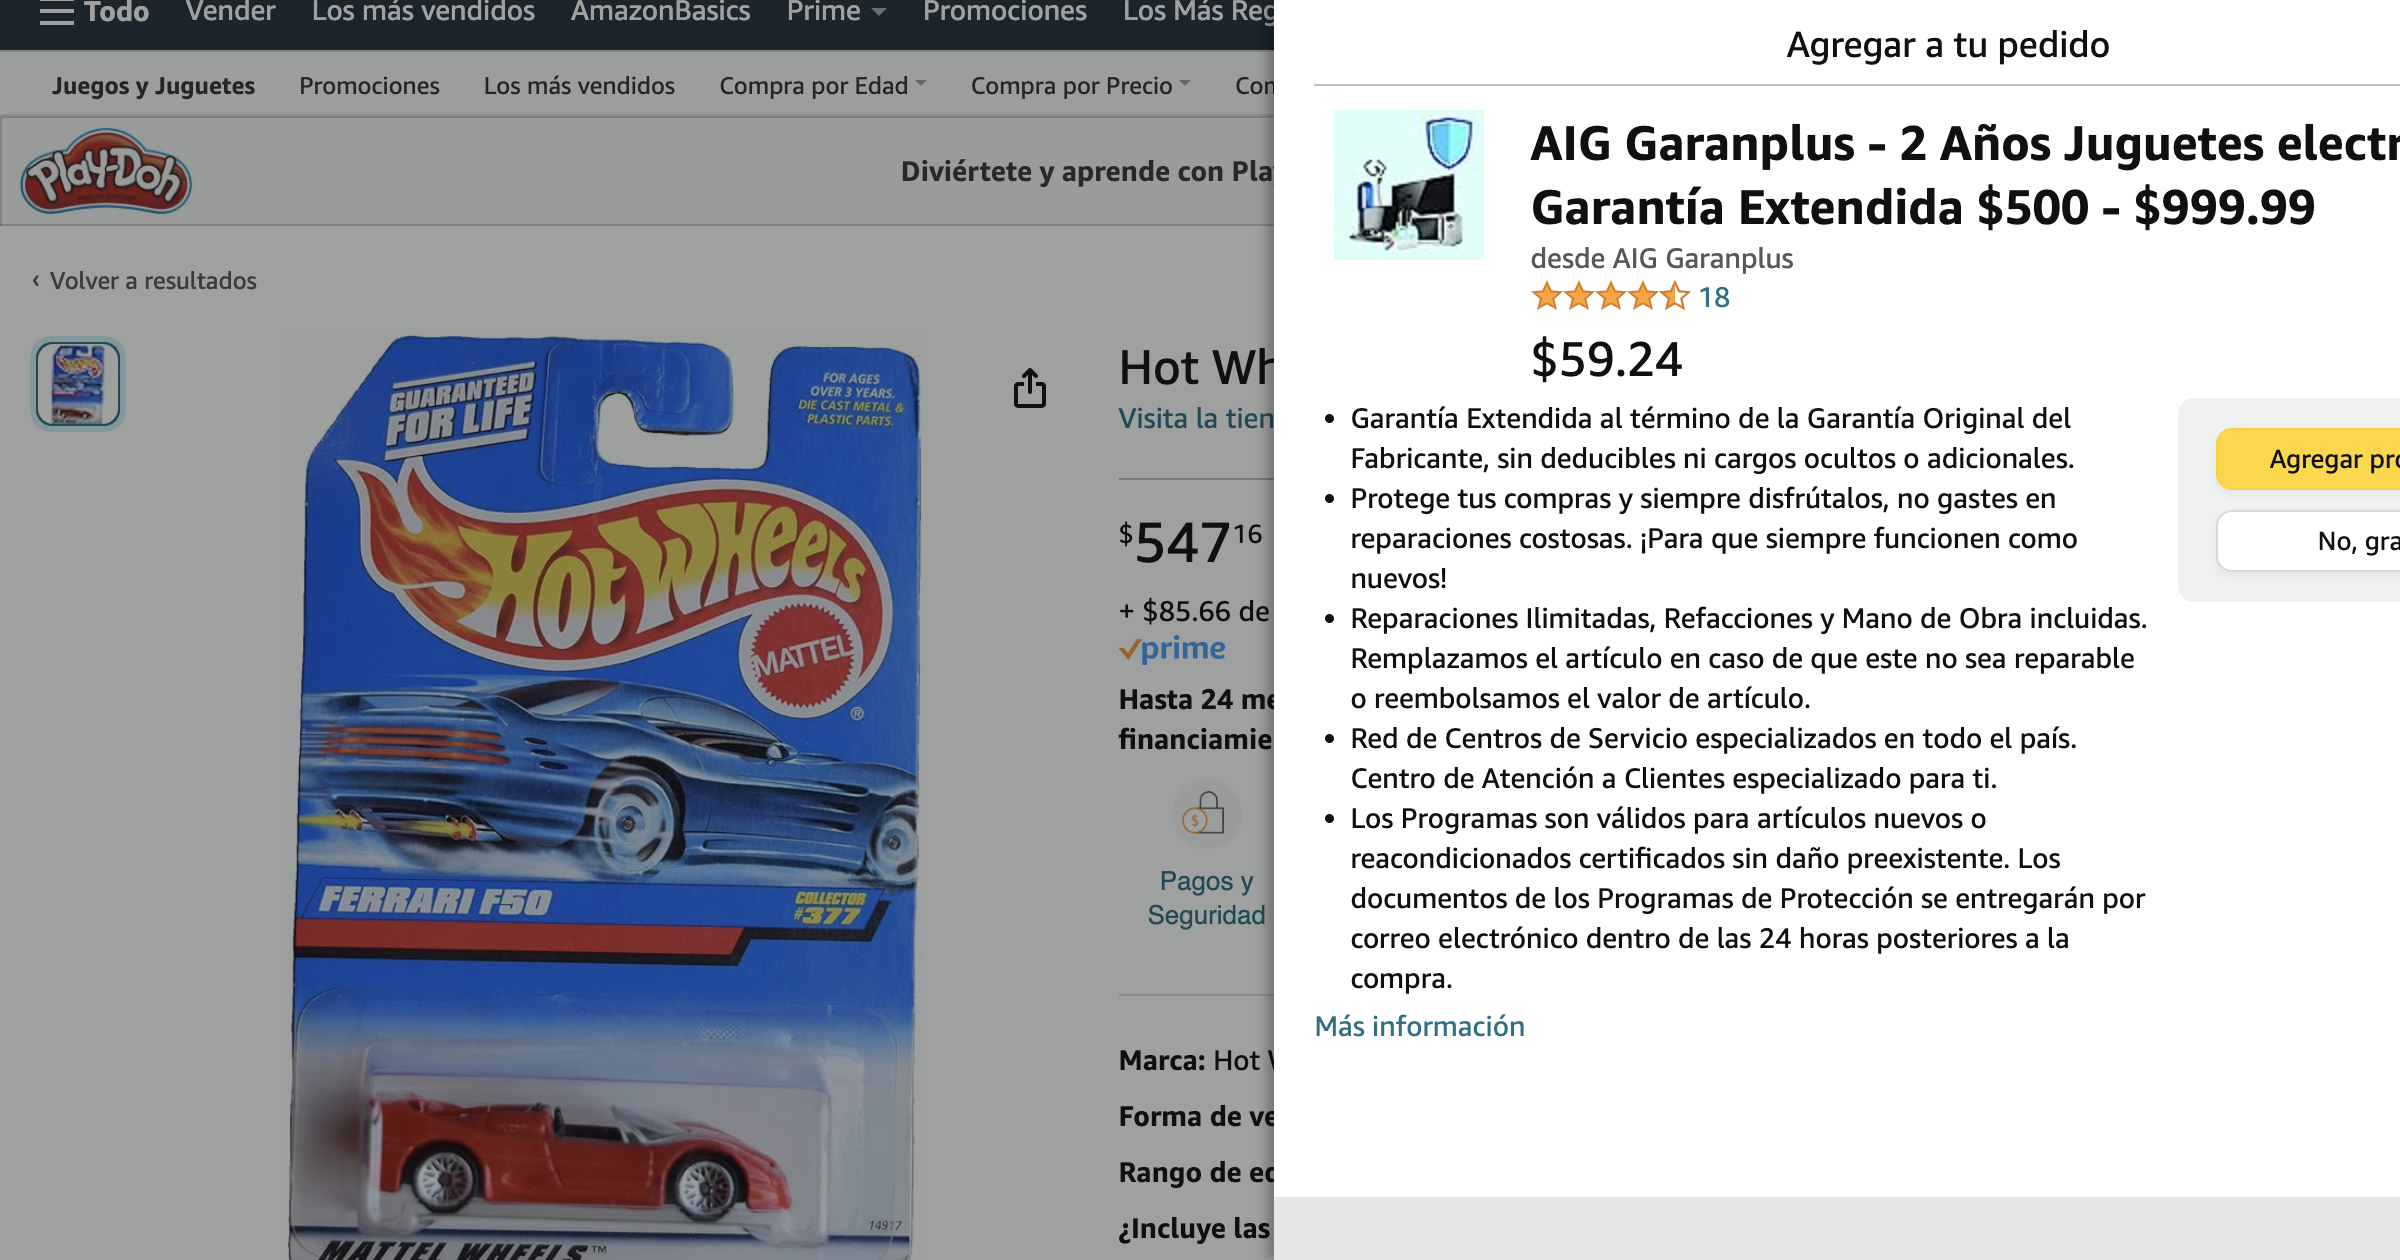 Todo Vender Los más vendidos AmazonBasics Prime Promociones Los Más Reg
Juegos y Juguetes Promociones Los más vendidos Compra por Edad Compra por Precio Con
Play-Doh
Diviértete y aprende con Pla
‹ Volver a resultados
GUARANTEED
FOR LIFE
FOR AGES
OVER 3 YEARS.
DIE CAST METAL &
PLASTIC PARTS.
Hot Wheels
MATTEL
®
FERRARI F50
COLLECTOR
#377
14917
MATTEL WHEELS™
Hot Wh
Visita la tien
$547 16
+ $85.66 de
prime
Hasta 24 me
financiamie
Pagos y
Seguridad
Marca: Hot W
Forma de ve
Rango de ed
¿Incluye las
Agregar a tu pedido
AIG Garanplus - 2 Años Juguetes electr
Garantía Extendida $500 - $999.99
desde AIG Garanplus
18
$59.24
• Garantía Extendida al término de la Garantía Original del
Fabricante, sin deducibles ni cargos ocultos o adicionales.
• Protege tus compras y siempre disfrútalos, no gastes en
reparaciones costosas. ¡Para que siempre funcionen como
nuevos!
• Reparaciones Ilimitadas, Refacciones y Mano de Obra incluidas.
Remplazamos el artículo en caso de que este no sea reparable
o reembolsamos el valor de artículo.
• Red de Centros de Servicio especializados en todo el país.
Centro de Atención a Clientes especializado para ti.
• Los Programas son válidos para artículos nuevos o
reacondicionados certificados sin daño preexistente. Los
documentos de los Programas de Protección se entregarán por
correo electrónico dentro de las 24 horas posteriores a la
compra.
Más información
Agregar pro
No, gra